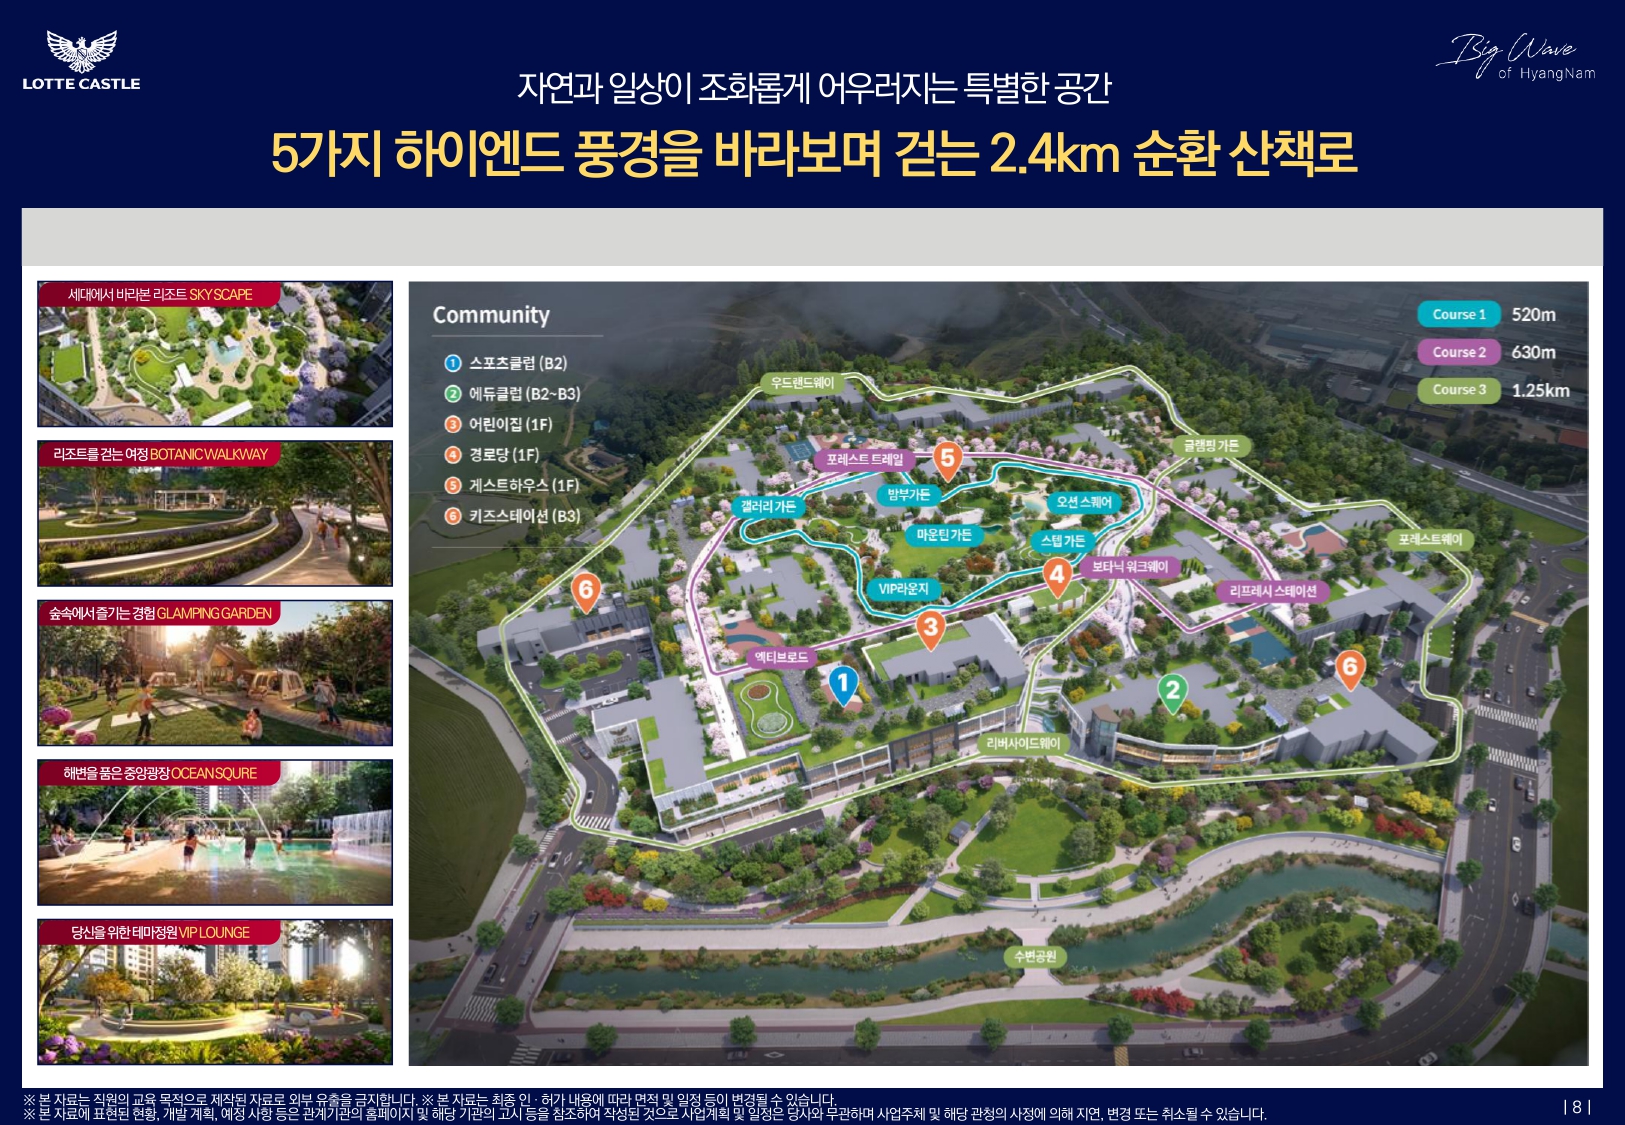 LOTTE CASTLE
Big Wave
of HyangNam
자연과 일상이 조화롭게 어우러지는 특별한 공간
5가지 하이엔드 풍경을 바라보며 걷는 2.4km 순환 산책로
세대에서 바라본 리조트 SKY SCAPE
리조트를 걷는 여정 BOTANIC WALKWAY
숲속에서 즐기는 경험 GLAMPING GARDEN
해변을 품은 중앙광장 OCEAN SQURE
당신을 위한 테마정원 VIP LOUNGE
Community
1 스포츠클럽 (B2)
2 에듀클럽 (B2~B3)
3 어린이집 (1F)
4 경로당 (1F)
5 게스트하우스 (1F)
6 키즈스테이션 (B3)
Course 1 520m
Course 2 630m
Course 3 1.25km
우드랜드웨이
글램핑 가든
포레스트 트레일
5
갤러리 가든
밤부가든
오션 스퀘어
마운틴 가든
스텝 가든
포레스트웨이
보타닉 워크웨이
6
4
VIP라운지
리프레시 스테이션
3
엑티브로드
6
1
2
리버사이드웨이
수변공원
※ 본 자료는 직원의 교육 목적으로 제작된 자료로 외부 유출을 금지합니다. ※ 본 자료는 최종 인·허가 내용에 따라 면적 및 일정 등이 변경될 수 있습니다.
※ 본 자료에 표현된 현황, 개발 계획, 예정 사항 등은 관계기관의 홈페이지 및 해당 기관의 고시 등을 참조하여 작성된 것으로 사업계획 및 일정은 당사와 무관하며 사업주체 및 해당 관청의 사정에 의해 지연, 변경 또는 취소될 수 있습니다.
| 8 |